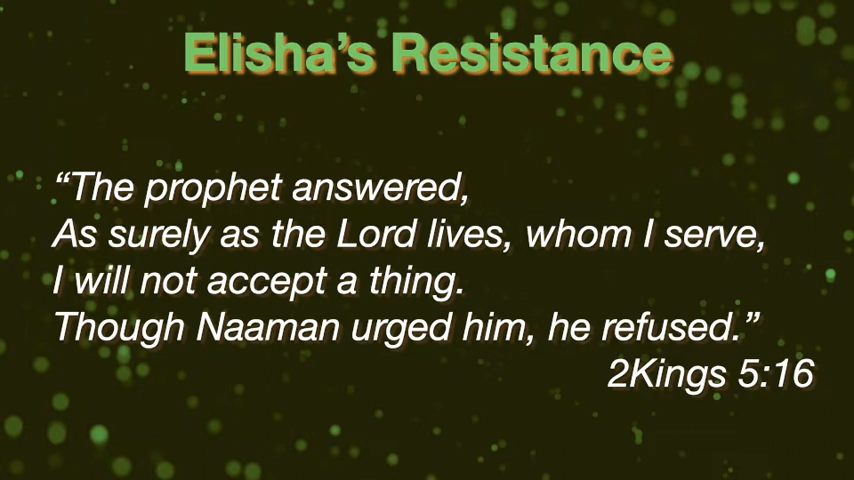 Elisha’s Resistance
“The prophet answered,
As surely as the Lord lives, whom I serve,
I will not accept a thing.
Though Naaman urged him, he refused.”
2Kings 5:16